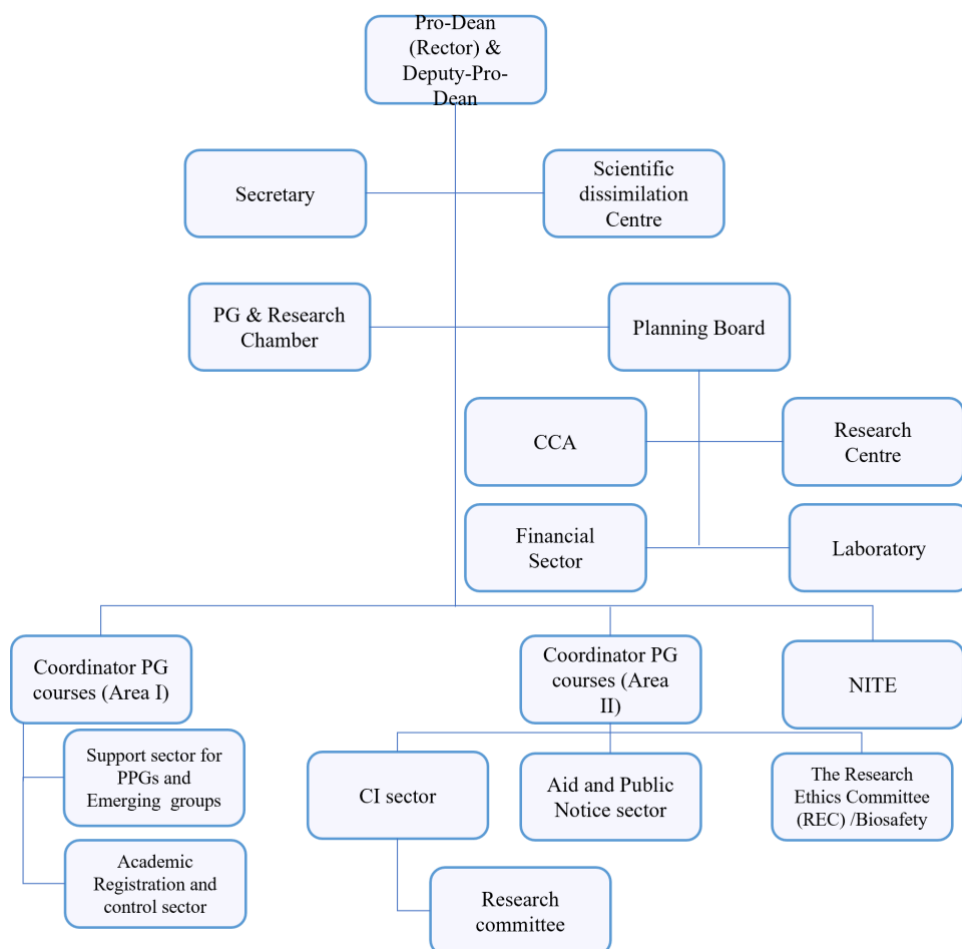 Pro-Dean
(Rector) &
Deputy-Pro-
Dean
Secretary
Scientific
dissimilation
Centre
PG & Research
Chamber
Planning Board
CCA
Research
Centre
Financial
Sector
Laboratory
Coordinator PG
courses (Area I)
Coordinator PG
courses (Area
II)
NITE
Support sector for
PPGs and
Emerging groups
Academic
Registration and
control sector
CI sector
Aid and Public
Notice sector
The Research
Ethics Committee
(REC) /Biosafety
Research
committee